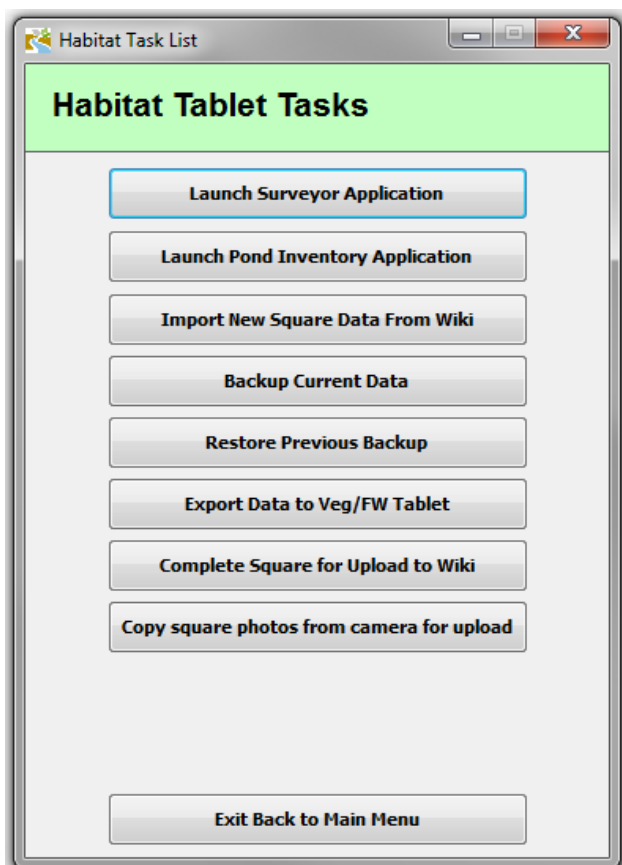 Habitat Task List
Habitat Tablet Tasks
Launch Surveyor Application
Launch Pond Inventory Application
Import New Square Data From Wiki
Backup Current Data
Restore Previous Backup
Export Data to Veg/FW Tablet
Complete Square for Upload to Wiki
Copy square photos from camera for upload
Exit Back to Main Menu